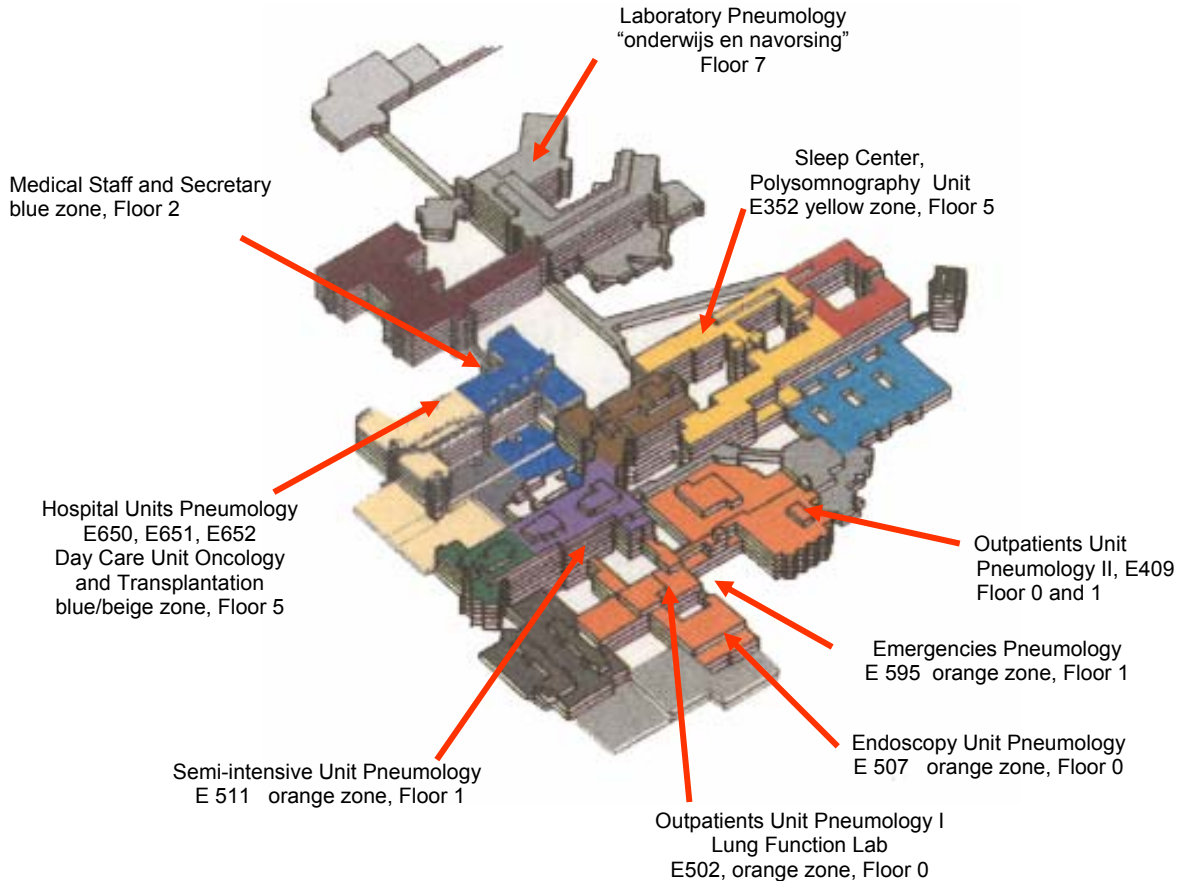 Laboratory Pneumology
“onderwijs en navorsing”
Floor 7
Sleep Center,
Polysomnography Unit
E352 yellow zone, Floor 5
Medical Staff and Secretary
blue zone, Floor 2
Hospital Units Pneumology
E650, E651, E652
Day Care Unit Oncology
and Transplantation
blue/beige zone, Floor 5
Outpatients Unit
Pneumology II, E409
Floor 0 and 1
Emergencies Pneumology
E 595 orange zone, Floor 1
Endoscopy Unit Pneumology
E 507 orange zone, Floor 0
Semi-intensive Unit Pneumology
E 511 orange zone, Floor 1
Outpatients Unit Pneumology I
Lung Function Lab
E502, orange zone, Floor 0